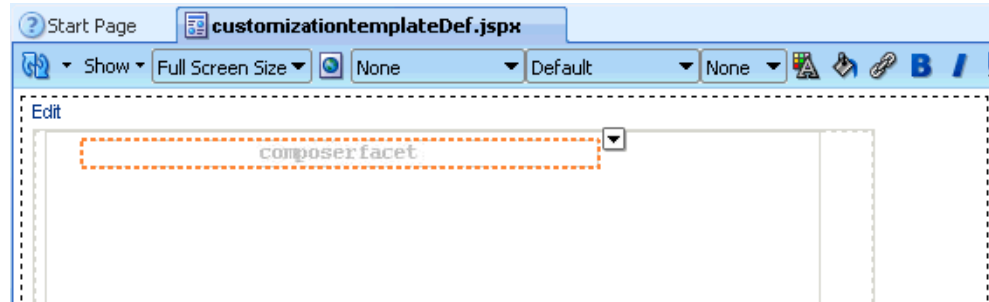 Start Page customizationtemplateDef.jspx
Show Full Screen Size None Default None B I
Edit
composerfacet